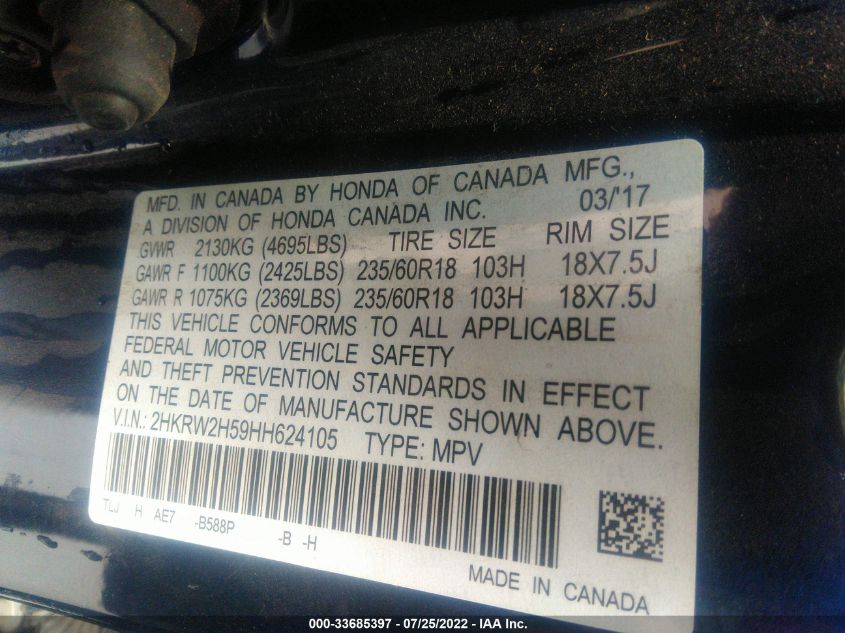 MFD. IN CANADA BY HONDA OF CANADA MFG.,
A DIVISION OF HONDA CANADA INC. 03/'17
GVWR 2130KG (4695LBS) TIRE SIZE RIM SIZE
GAWR F 1100KG (2425LBS) 235/60R18 103H 18X7.5J
GAWR R 1075KG (2369LBS) 235/60R18 103H 18X7.5J
THIS VEHICLE CONFORMS TO ALL APPLICABLE
FEDERAL MOTOR VEHICLE SAFETY
AND THEFT PREVENTION STANDARDS IN EFFECT
ON THE DATE OF MANUFACTURE SHOWN ABOVE.
V.I.N.: 2HKRW2H59HH624105 TYPE: MPV
TLJ H AE7 -B588P -B -H
MADE IN CANADA
000-33685397 / 07/25/2022 - IAA Inc.